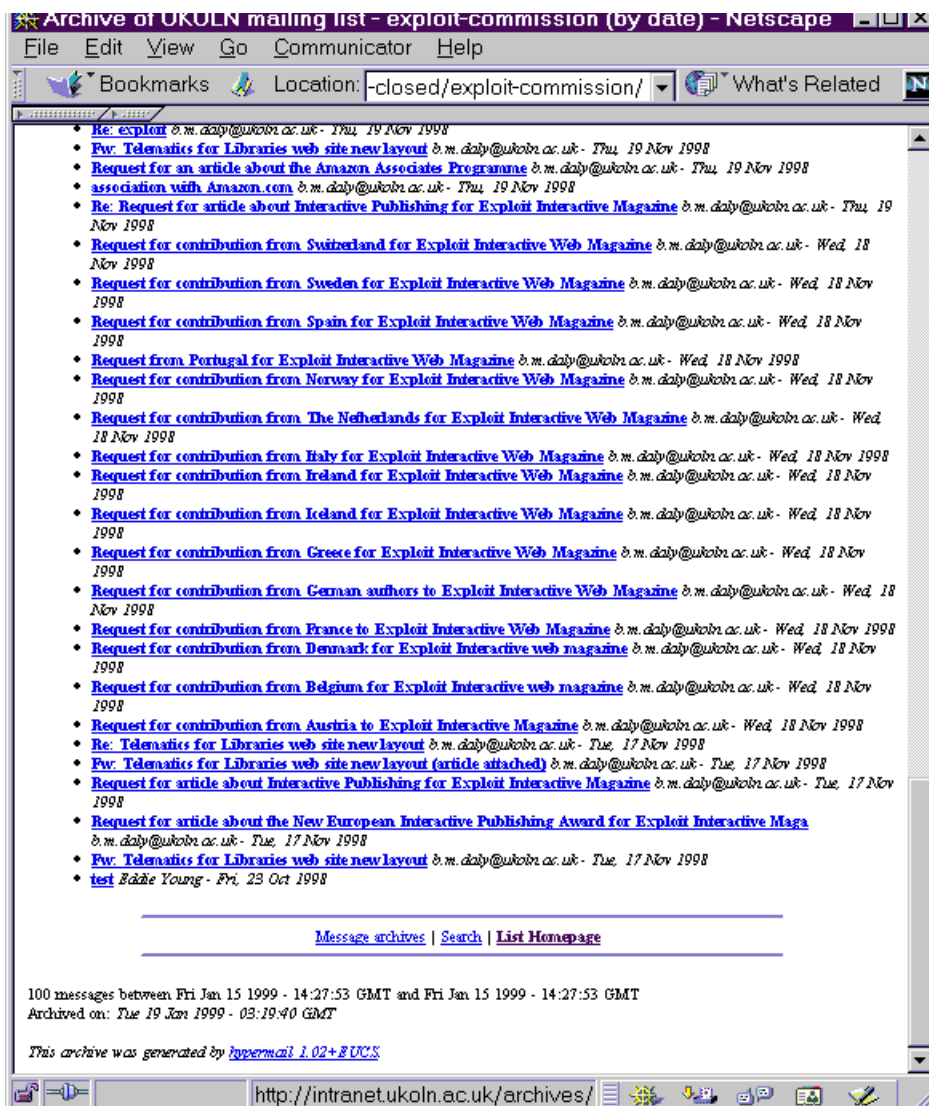 Archive of UKOLN mailing list - exploit-commission (by date) - Netscape
File Edit View Go Communicator Help
Bookmarks Location: -closed/exploit-commission/ What's Related N
Re: exploit b.m.daly@ukoln.ac.uk - Thu, 19 Nov 1998
Fw: Telematics for Libraries web site new layout b.m.daly@ukoln.ac.uk - Thu, 19 Nov 1998
Request for an article about the Amazon Associates Programme b.m.daly@ukoln.ac.uk - Thu, 19 Nov 1998
association with Amazon.com b.m.daly@ukoln.ac.uk - Thu, 19 Nov 1998
Re: Request for article about Interactive Publishing for Exploit Interactive Magazine b.m.daly@ukoln.ac.uk - Thu, 19
Nov 1998
Request for contribution from Switzerland for Exploit Interactive Web Magazine b.m.daly@ukoln.ac.uk - Wed, 18
Nov 1998
Request for contribution from Sweden for Exploit Interactive Web Magazine b.m.daly@ukoln.ac.uk - Wed, 18 Nov
1998
Request for contribution from Spain for Exploit Interactive Web Magazine b.m.daly@ukoln.ac.uk - Wed, 18 Nov
1998
Request from Portugal for Exploit Interactive Web Magazine b.m.daly@ukoln.ac.uk - Wed, 18 Nov 1998
Request for contribution from Norway for Exploit Interactive Web Magazine b.m.daly@ukoln.ac.uk - Wed, 18 Nov
1998
Request for contribution from The Netherlands for Exploit Interactive Web Magazine b.m.daly@ukoln.ac.uk - Wed,
18 Nov 1998
Request for contribution from Italy for Exploit Interactive Web Magazine b.m.daly@ukoln.ac.uk - Wed, 18 Nov 1998
Request for contribution from Ireland for Exploit Interactive Web Magazine b.m.daly@ukoln.ac.uk - Wed, 18 Nov
1998
Request for contribution from Iceland for Exploit Interactive Web Magazine b.m.daly@ukoln.ac.uk - Wed, 18 Nov
1998
Request for contribution from Greece for Exploit Interactive Web Magazine b.m.daly@ukoln.ac.uk - Wed, 18 Nov
1998
Request for contribution from German authors to Exploit Interactive Web Magazine b.m.daly@ukoln.ac.uk - Wed, 18
Nov 1998
Request for contribution from France to Exploit Interactive Web Magazine b.m.daly@ukoln.ac.uk - Wed, 18 Nov 1998
Request for contribution from Denmark for Exploit Interactive web magazine b.m.daly@ukoln.ac.uk - Wed, 18 Nov
1998
Request for contribution from Belgium for Exploit Interactive web magazine b.m.daly@ukoln.ac.uk - Wed, 18 Nov
1998
Request for contribution from Austria to Exploit Interactive Magazine b.m.daly@ukoln.ac.uk - Wed, 18 Nov 1998
Re: Telematics for Libraries web site new layout b.m.daly@ukoln.ac.uk - Tue, 17 Nov 1998
Fw: Telematics for Libraries web site new layout (article attached) b.m.daly@ukoln.ac.uk - Tue, 17 Nov 1998
Request for article about Interactive Publishing for Exploit Interactive Magazine b.m.daly@ukoln.ac.uk - Tue, 17 Nov
1998
Request for article about the New European Interactive Publishing Award for Exploit Interactive Maga
b.m.daly@ukoln.ac.uk - Tue, 17 Nov 1998
Fw: Telematics for Libraries web site new layout b.m.daly@ukoln.ac.uk - Tue, 17 Nov 1998
test Eddie Young - Fri, 23 Oct 1998
Message archives | Search | List Homepage
100 messages between Fri Jan 15 1999 - 14:27:53 GMT and Fri Jan 15 1999 - 14:27:53 GMT
Archived on: Tue 19 Jan 1999 - 03:19:40 GMT
This archive was generated by hypermail 1.02+EUCS.
http://intranet.ukoln.ac.uk/archives/